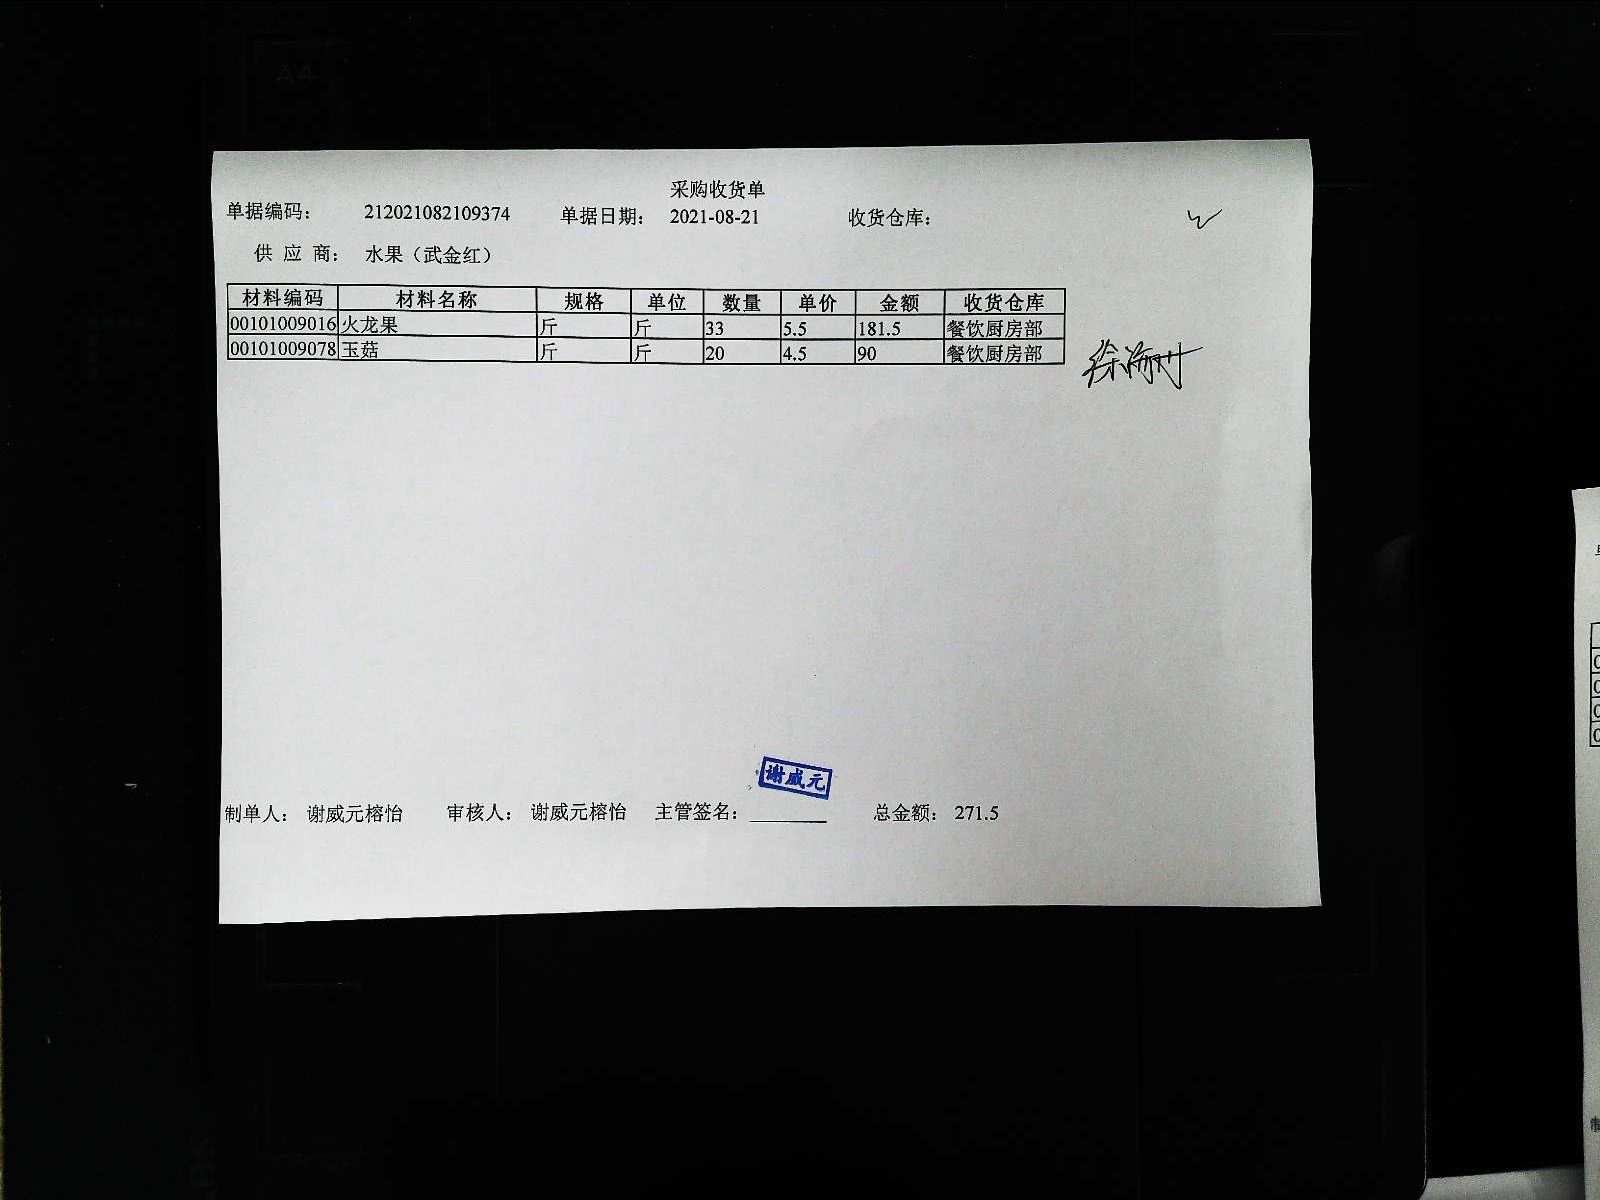 采购收货单
单据编码： 212021082109374 单据日期： 2021-08-21 收货仓库：
供 应 商： 水果（武金红）
材料编码 材料名称 规格 单位 数量 单价 金额 收货仓库
00101009016 火龙果 斤 斤 33 5.5 181.5 餐饮厨房部
00101009078 玉菇 斤 斤 20 4.5 90 餐饮厨房部
谢威元
制单人： 谢威元榕怡 审核人： 谢威元榕怡 主管签名： 总金额： 271.5
A4